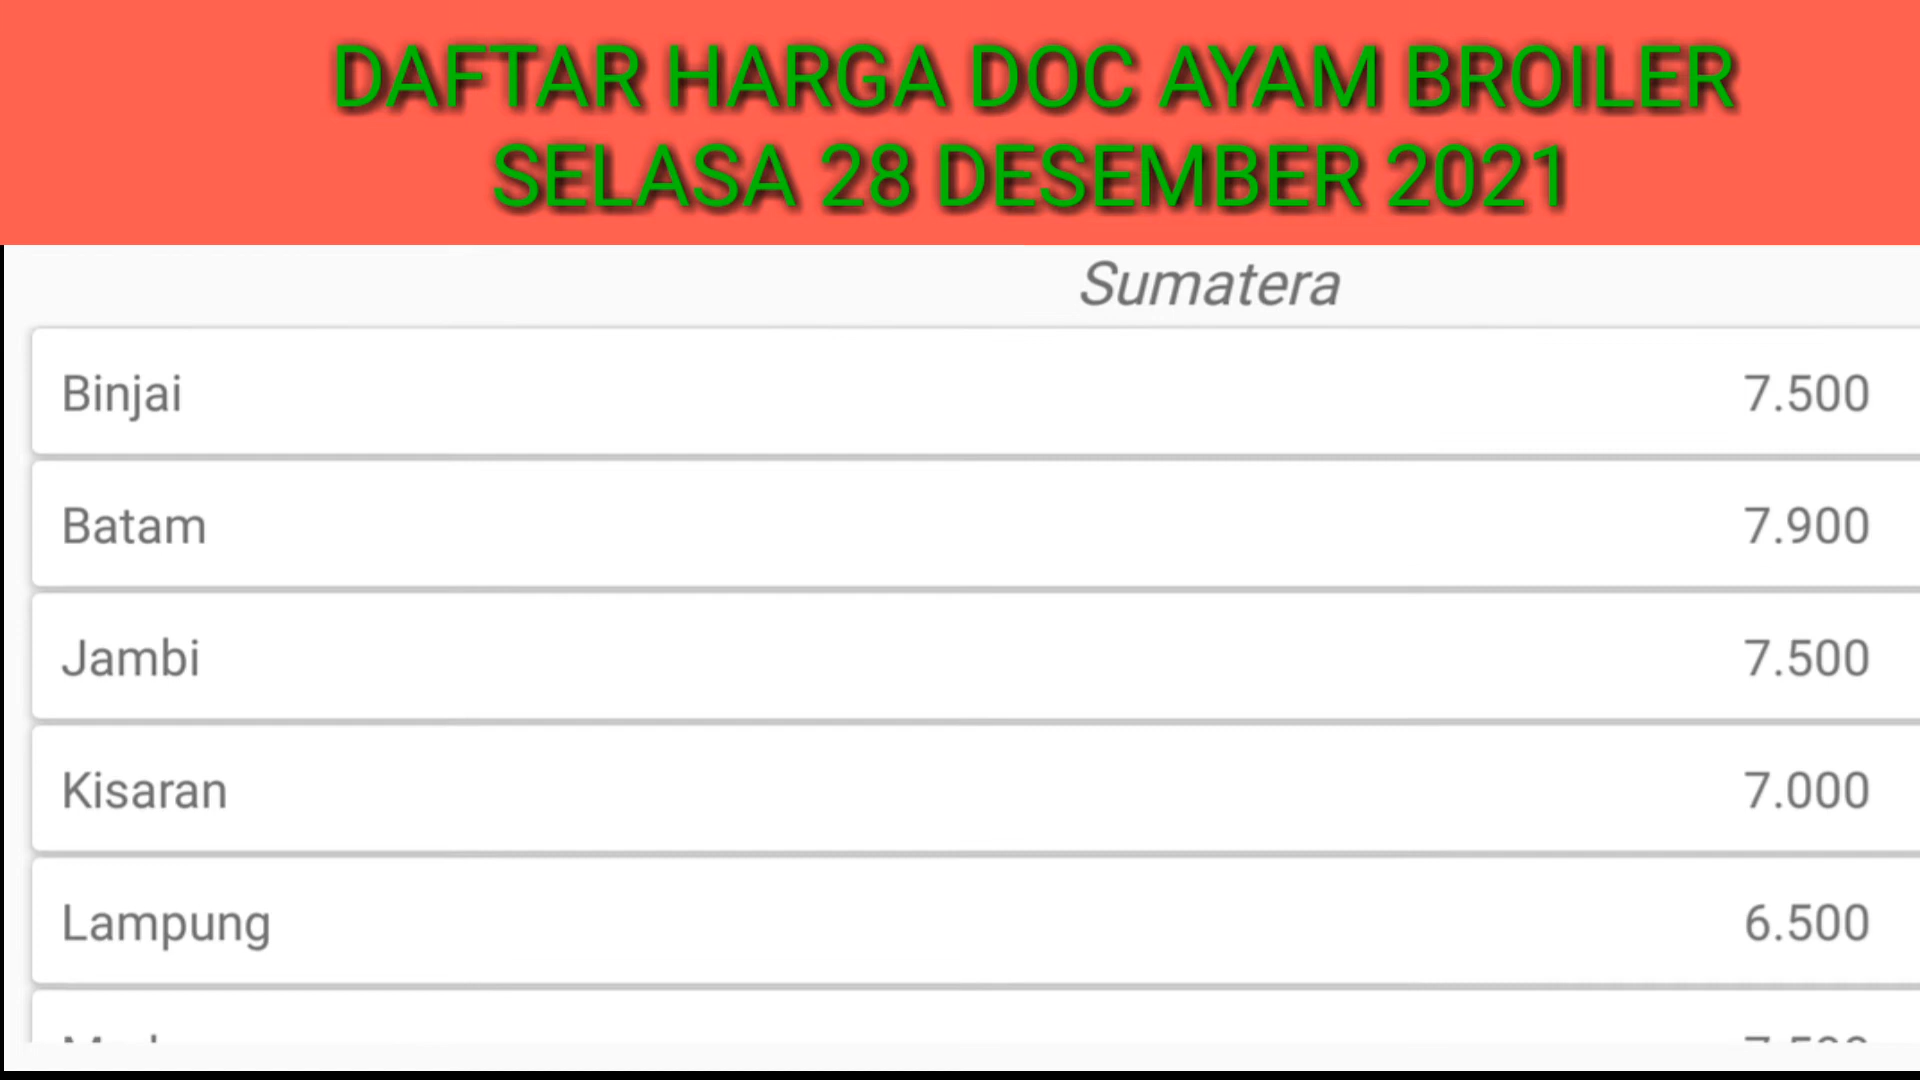 DAFTAR HARGA DOC AYAM BROILER
SELASA 28 DESEMBER 2021
Sumatera
Binjai 7.500
Batam 7.900
Jambi 7.500
Kisaran 7.000
Lampung 6.500